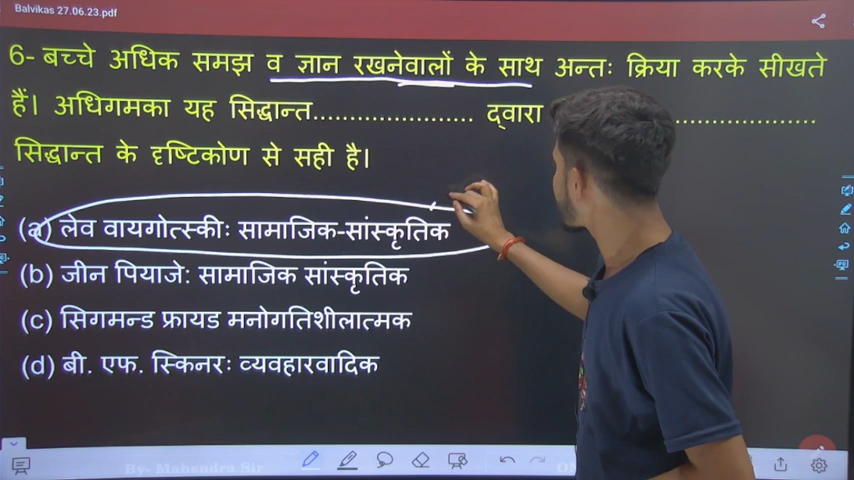 Balvikas 27.06.23.pdf
6- बच्चे अधिक समझ व ज्ञान रखनेवालों के साथ अन्तः क्रिया करके सीखते
हैं। अधिगमका यह सिद्धान्त...................... द्वारा ....................
सिद्धान्त के दृष्टिकोण से सही है।
(a) लेव वायगोत्स्कीः सामाजिक-सांस्कृतिक
(b) जीन पियाजे: सामाजिक सांस्कृतिक
(c) सिगमन्ड फ्रायड मनोगतिशीलात्मक
(d) बी. एफ. स्किनरः व्यवहारवादिक
By- Mahendra Sir